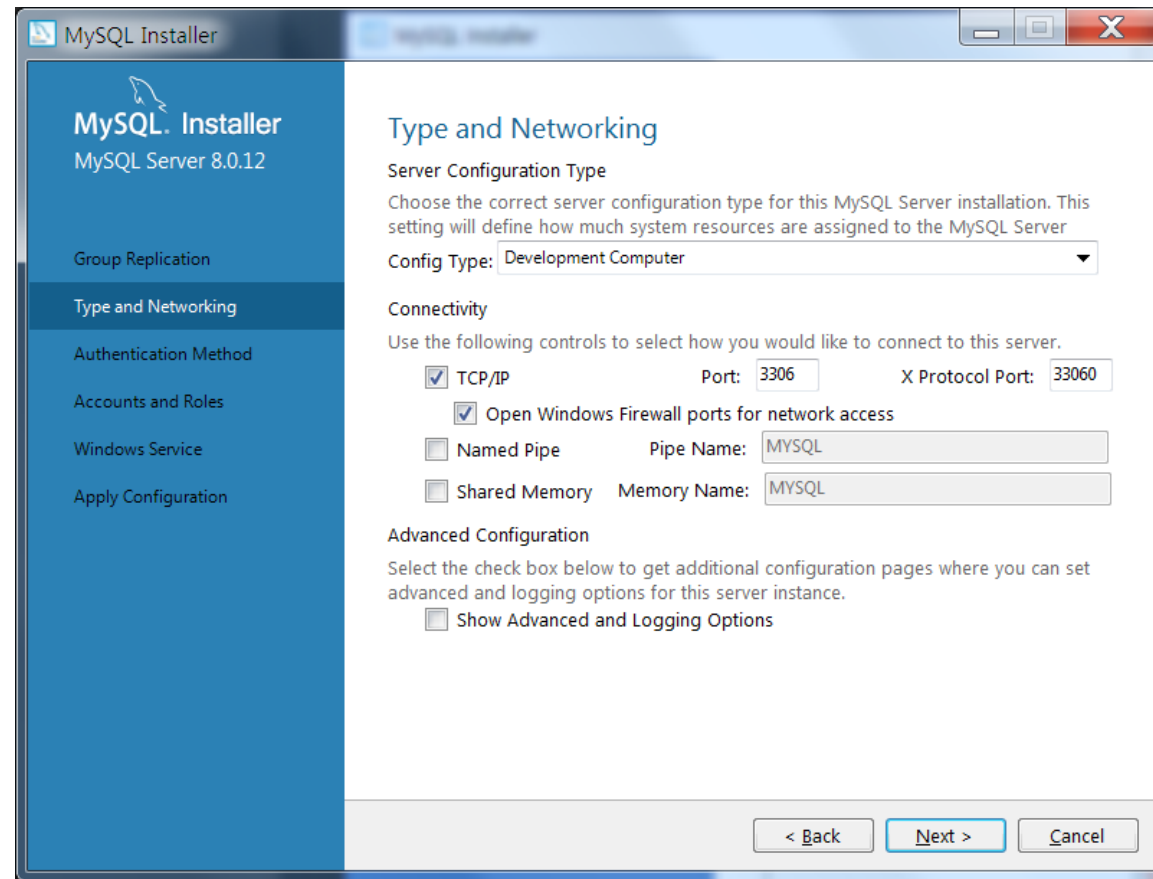 MySQL Installer
MySQL. Installer
MySQL Server 8.0.12
Group Replication
Type and Networking
Authentication Method
Accounts and Roles
Windows Service
Apply Configuration
Type and Networking
Server Configuration Type
Choose the correct server configuration type for this MySQL Server installation. This
setting will define how much system resources are assigned to the MySQL Server
Config Type: Development Computer
Connectivity
Use the following controls to select how you would like to connect to this server.
TCP/IP Port: 3306 X Protocol Port: 33060
Open Windows Firewall ports for network access
Named Pipe Pipe Name: MYSQL
Shared Memory Memory Name: MYSQL
Advanced Configuration
Select the check box below to get additional configuration pages where you can set
advanced and logging options for this server instance.
Show Advanced and Logging Options
< Back Next > Cancel